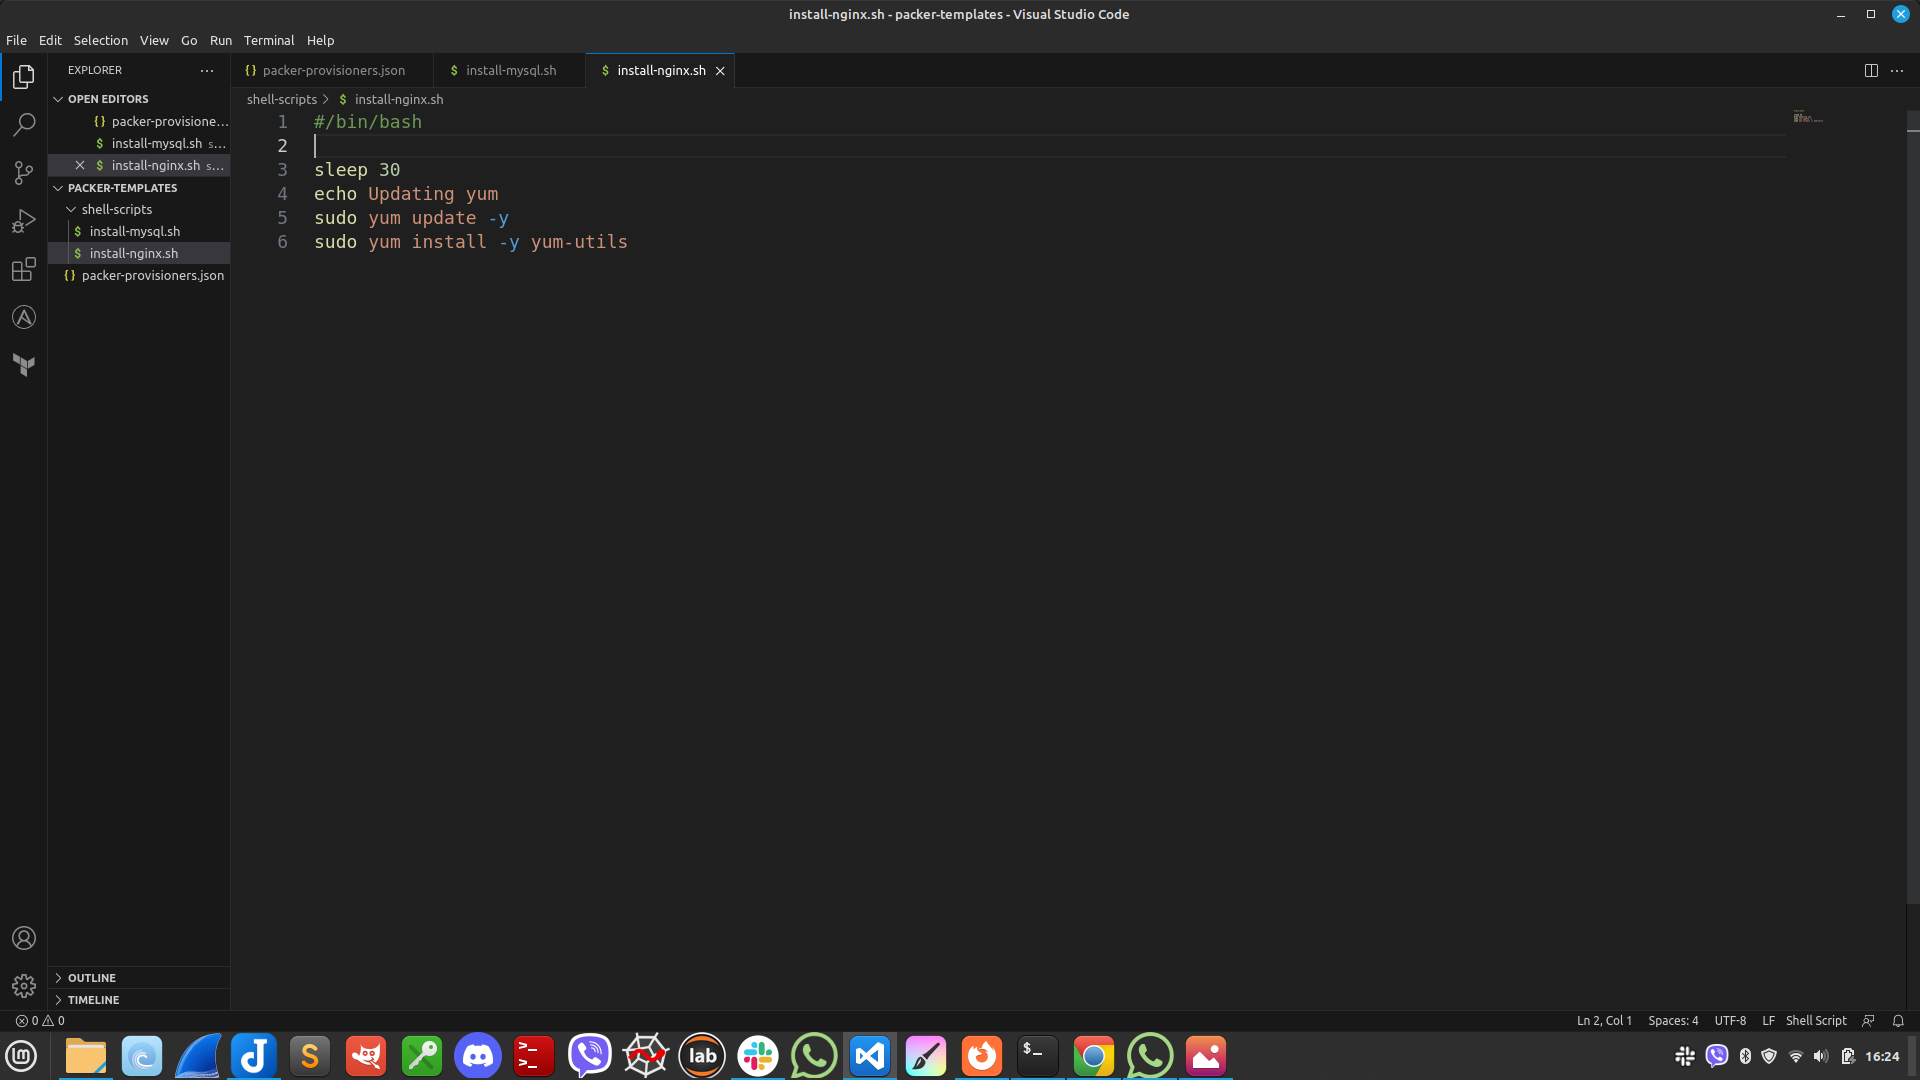 install-nginx.sh - packer-templates - Visual Studio Code
File Edit Selection View Go Run Terminal Help
EXPLORER
packer-provisioners.json
install-mysql.sh
install-nginx.sh
OPEN EDITORS
packer-provisione...
install-mysql.sh s...
install-nginx.sh s...
PACKER-TEMPLATES
shell-scripts
install-mysql.sh
install-nginx.sh
packer-provisioners.json
shell-scripts > $ install-nginx.sh
1 #/bin/bash
2
3 sleep 30
4 echo Updating yum
5 sudo yum update -y
6 sudo yum install -y yum-utils
OUTLINE
TIMELINE
0 0
Ln 2, Col 1 Spaces: 4 UTF-8 LF Shell Script
S
lab
$_
16:24